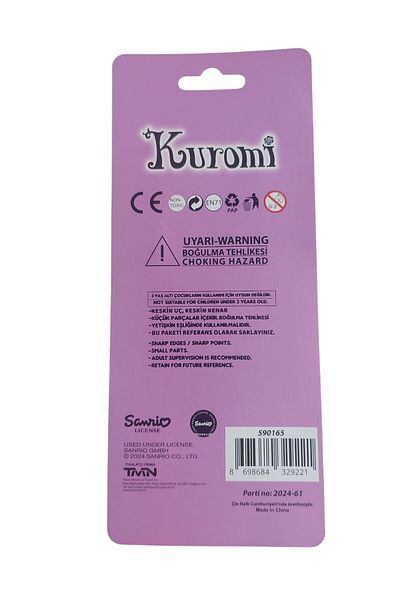 Kuromi
CE
NON-
TOXIC
EN71
PAP
0-3
UYARI-WARNING
BOĞULMA TEHLİKESİ
CHOKING HAZARD
3 YAŞ ALTI ÇOCUKLARIN KULLANIMI İÇİN UYGUN DEĞİLDİR.
NOT SUITABLE FOR CHILDREN UNDER 3 YEARS OLD.
-KESKİN UÇ, KESKİN KENAR
-KÜÇÜK PARÇALAR İÇERİR. BOĞULMA TEHLİKESİ
-YETİŞKİN EŞLİĞİNDE KULLANILMALIDIR.
-BU PAKETİ REFERANS OLARAK SAKLAYINIZ.
-SHARP EDGES / SHARP POINTS.
-SMALL PARTS.
-ADULT SUPERVISION IS RECOMMENDED.
-RETAIN FOR FUTURE REFERENCE.
Sanrio
LICENSE
Sanrio
USED UNDER LICENSE.
SANRIO GMBH
© 2024 SANRIO CO., LTD.
İTHALATÇI FİRMA
TMN
590165
8 698684 329221
Parti no: 2024-61
Çin Halk Cumhuriyeti'nde üretilmiştir.
Made in China